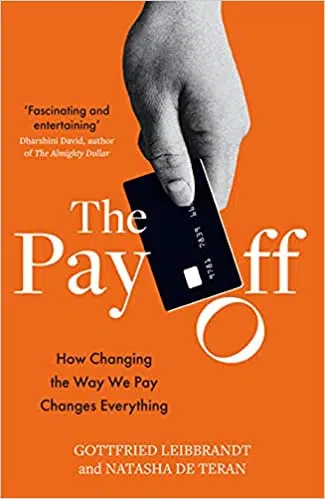 'Fascinating and
entertaining'
Dharshini David, author
of The Almighty Dollar
The
Pay Off
How Changing
the Way We Pay
Changes Everything
GOTTFRIED LEIBBRANDT
and NATASHA DE TERAN